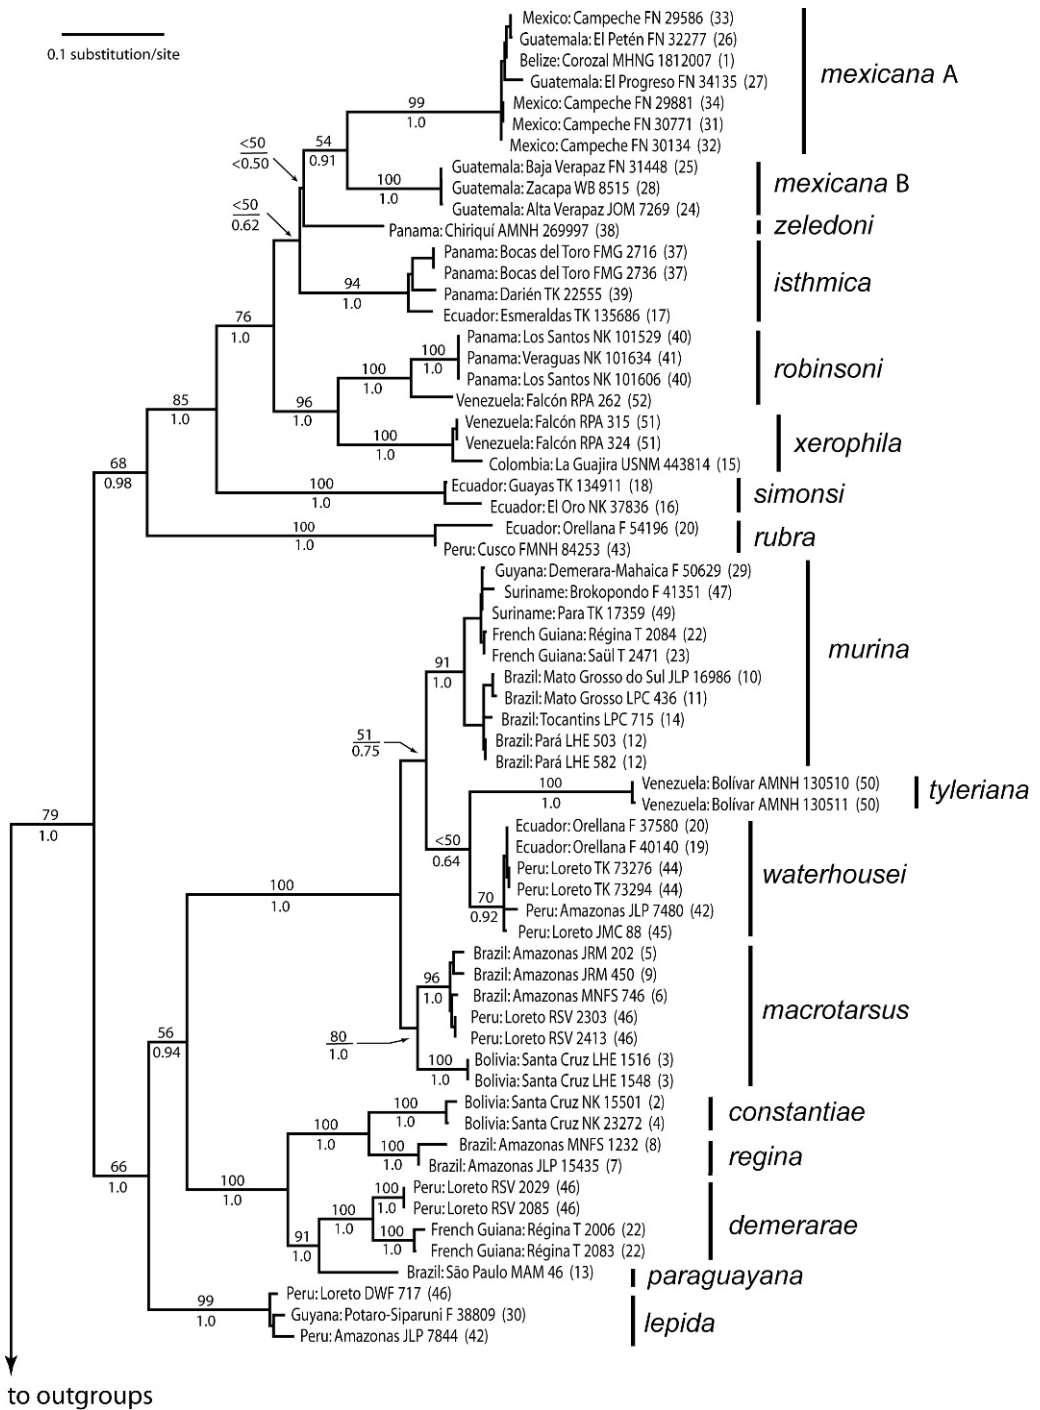 0.1 substitution/site
Mexico: Campeche FN 29586 (33)
Guatemala: El Petén FN 32277 (26)
Belize: Corozal MHNG 1812007 (1)
Guatemala: El Progreso FN 34135 (27)
Mexico: Campeche FN 29881 (34)
Mexico: Campeche FN 30771 (31)
Mexico: Campeche FN 30134 (32)
mexicana A
99
1.0
54
0.91
<50
<0.50
Guatemala: Baja Verapaz FN 31448 (25)
Guatemala: Zacapa WB 8515 (28)
Guatemala: Alta Verapaz JOM 7269 (24)
mexicana B
100
1.0
<50
0.62
Panama: Chiriquí AMNH 269997 (38)
zeledoni
Panama: Bocas del Toro FMG 2716 (37)
Panama: Bocas del Toro FMG 2736 (37)
Panama: Darién TK 22555 (39)
Ecuador: Esmeraldas TK 135686 (17)
isthmica
94
1.0
76
1.0
Panama: Los Santos NK 101529 (40)
Panama: Veraguas NK 101634 (41)
Panama: Los Santos NK 101606 (40)
Venezuela: Falcón RPA 262 (52)
robinsoni
100
1.0
100
1.0
96
1.0
85
1.0
Venezuela: Falcón RPA 315 (51)
Venezuela: Falcón RPA 324 (51)
Colombia: La Guajira USNM 443814 (15)
xerophila
100
1.0
68
0.98
Ecuador: Guayas TK 134911 (18)
Ecuador: El Oro NK 37836 (16)
simonsi
100
1.0
Ecuador: Orellana F 54196 (20)
Peru: Cusco FMNH 84253 (43)
rubra
100
1.0
Guyana: Demerara-Mahaica F 50629 (29)
Suriname: Brokopondo F 41351 (47)
Suriname: Para TK 17359 (49)
French Guiana: Régina T 2084 (22)
French Guiana: Saül T 2471 (23)
Brazil: Mato Grosso do Sul JLP 16986 (10)
Brazil: Mato Grosso LPC 436 (11)
Brazil: Tocantins LPC 715 (14)
Brazil: Pará LHE 503 (12)
Brazil: Pará LHE 582 (12)
murina
91
1.0
51
0.75
Venezuela: Bolívar AMNH 130510 (50)
Venezuela: Bolívar AMNH 130511 (50)
tyleriana
100
1.0
79
1.0
<50
0.64
Ecuador: Orellana F 37580 (20)
Ecuador: Orellana F 40140 (19)
Peru: Loreto TK 73276 (44)
Peru: Loreto TK 73294 (44)
Peru: Amazonas JLP 7480 (42)
Peru: Loreto JMC 88 (45)
waterhousei
70
0.92
100
1.0
Brazil: Amazonas JRM 202 (5)
Brazil: Amazonas JRM 450 (9)
Brazil: Amazonas MNFS 746 (6)
Peru: Loreto RSV 2303 (46)
Peru: Loreto RSV 2413 (46)
Bolivia: Santa Cruz LHE 1516 (3)
Bolivia: Santa Cruz LHE 1548 (3)
macrotarsus
96
1.0
80
1.0
100
1.0
56
0.94
Bolivia: Santa Cruz NK 15501 (2)
Bolivia: Santa Cruz NK 23272 (4)
constantiae
100
1.0
100
1.0
Brazil: Amazonas MNFS 1232 (8)
Brazil: Amazonas JLP 15435 (7)
regina
100
1.0
66
1.0
100
1.0
Peru: Loreto RSV 2029 (46)
Peru: Loreto RSV 2085 (46)
French Guiana: Régina T 2006 (22)
French Guiana: Régina T 2083 (22)
demerarae
100
1.0
100
1.0
100
1.0
91
1.0
Brazil: São Paulo MAM 46 (13)
paraguayana
Peru: Loreto DWF 717 (46)
Guyana: Potaro-Siparuni F 38809 (30)
Peru: Amazonas JLP 7844 (42)
lepida
99
1.0
to outgroups